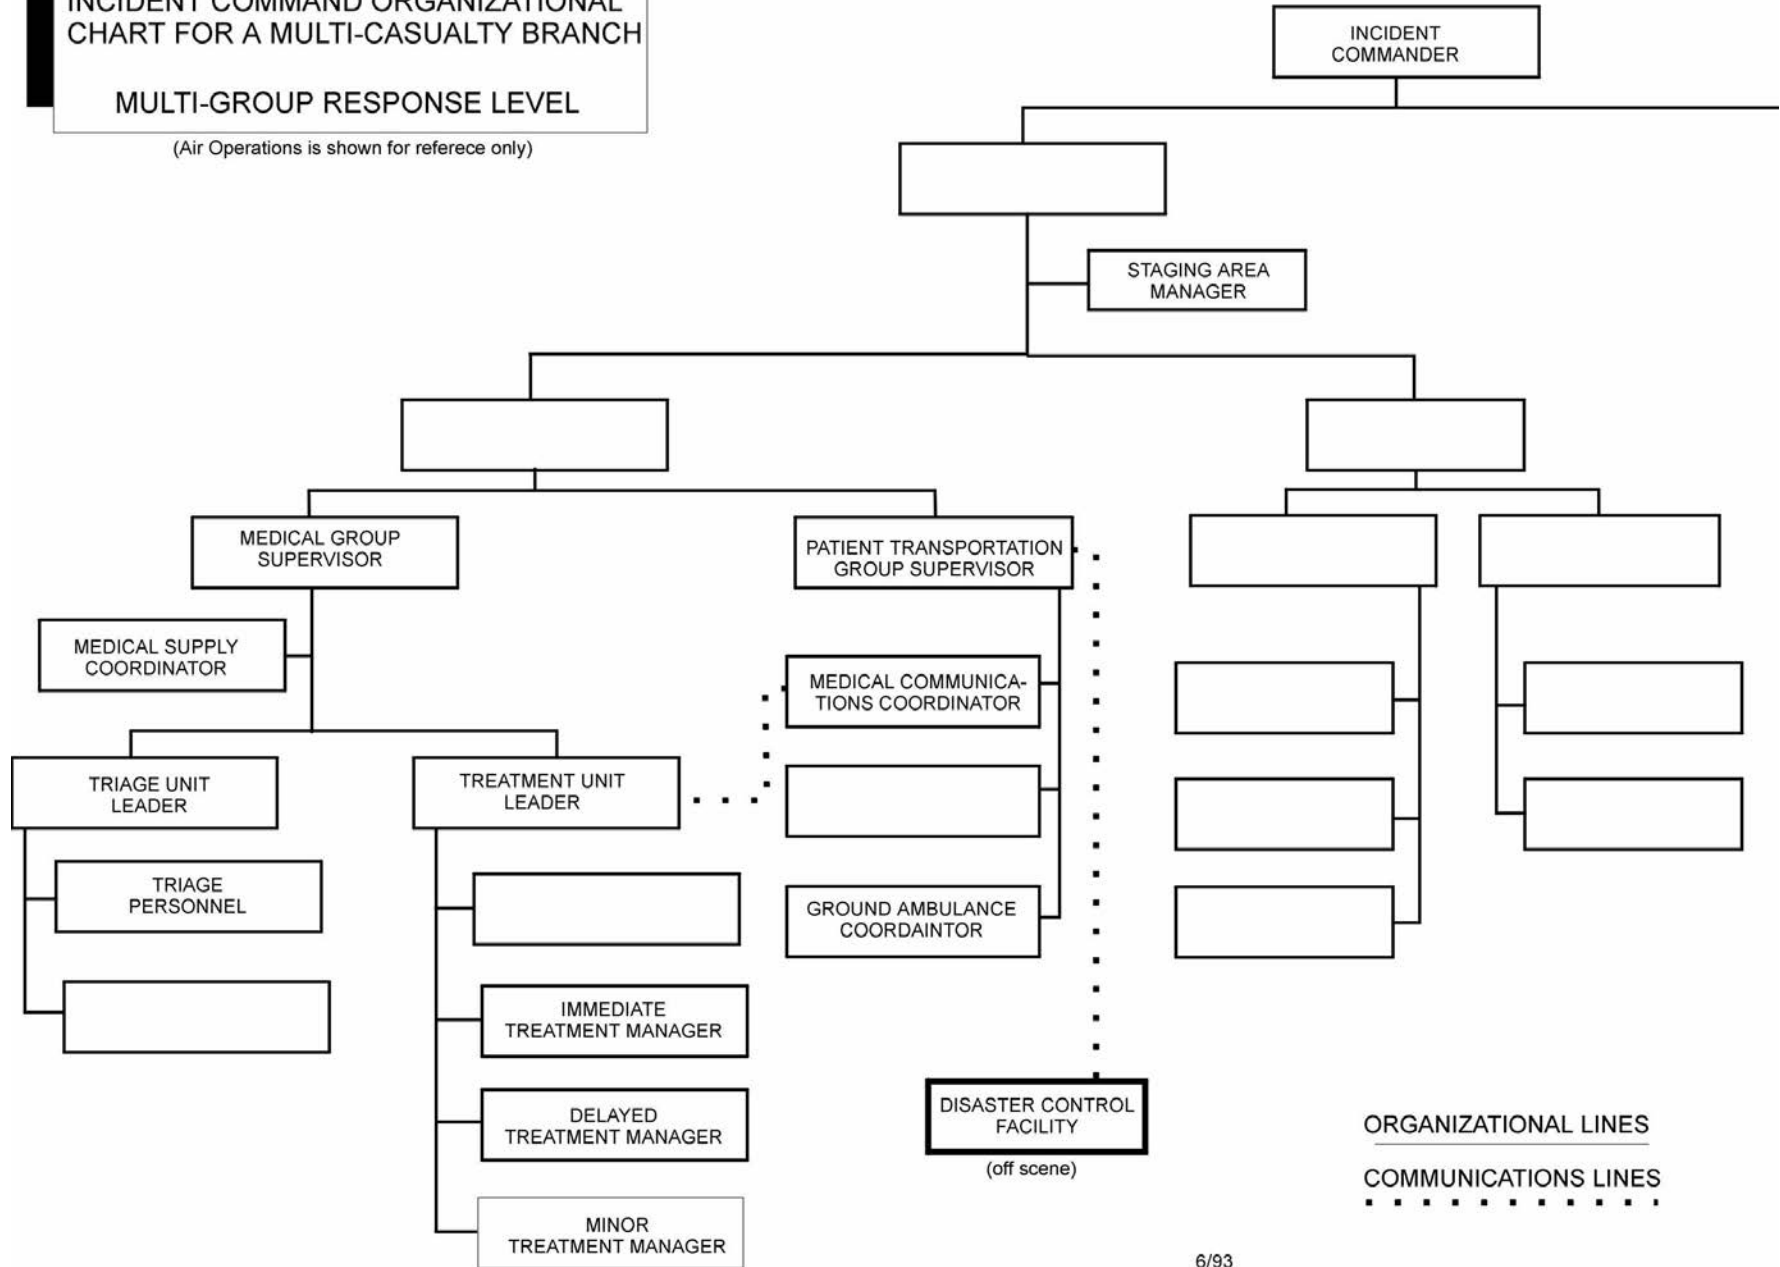 INCIDENT COMMAND ORGANIZATIONAL
CHART FOR A MULTI-CASUALTY BRANCH
MULTI-GROUP RESPONSE LEVEL
(Air Operations is shown for referece only)
INCIDENT
COMMANDER
STAGING AREA
MANAGER
MEDICAL GROUP
SUPERVISOR
PATIENT TRANSPORTATION
GROUP SUPERVISOR
MEDICAL SUPPLY
COORDINATOR
MEDICAL COMMUNICA-
TIONS COORDINATOR
TRIAGE UNIT
LEADER
TREATMENT UNIT
LEADER
TRIAGE
PERSONNEL
GROUND AMBULANCE
COORDAINTOR
IMMEDIATE
TREATMENT MANAGER
DELAYED
TREATMENT MANAGER
MINOR
TREATMENT MANAGER
DISASTER CONTROL
FACILITY
(off scene)
ORGANIZATIONAL LINES
COMMUNICATIONS LINES
6/93